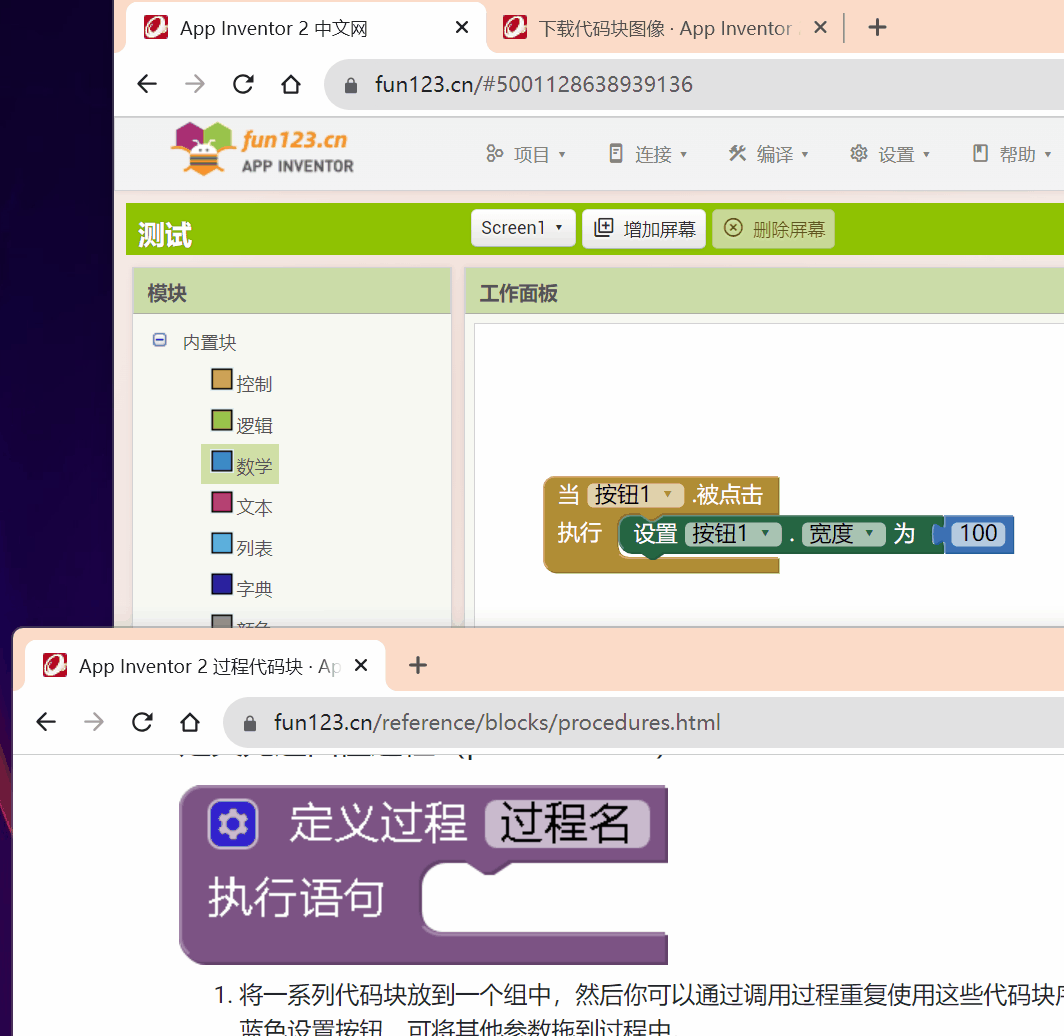 App Inventor 2 中文网
下载代码块图像 · App Inventor
fun123.cn/#5001128638939136
fun123.cn
APP INVENTOR
项目 连接 编译 设置 帮助
测试
Screen1 增加屏幕 删除屏幕
模块
工作面板
内置块
控制
逻辑
数学
文本
列表
字典
颜色
当 按钮1 .被点击
执行 设置 按钮1 . 宽度 为 100
App Inventor 2 过程代码块 · Ap
fun123.cn/reference/blocks/procedures.html
定义过程 过程名
执行语句
1. 将一系列代码块放到一个组中，然后你可以通过调用过程重复使用这些代码块
蓝色设置按钮，可将其他参数拖到过程中。